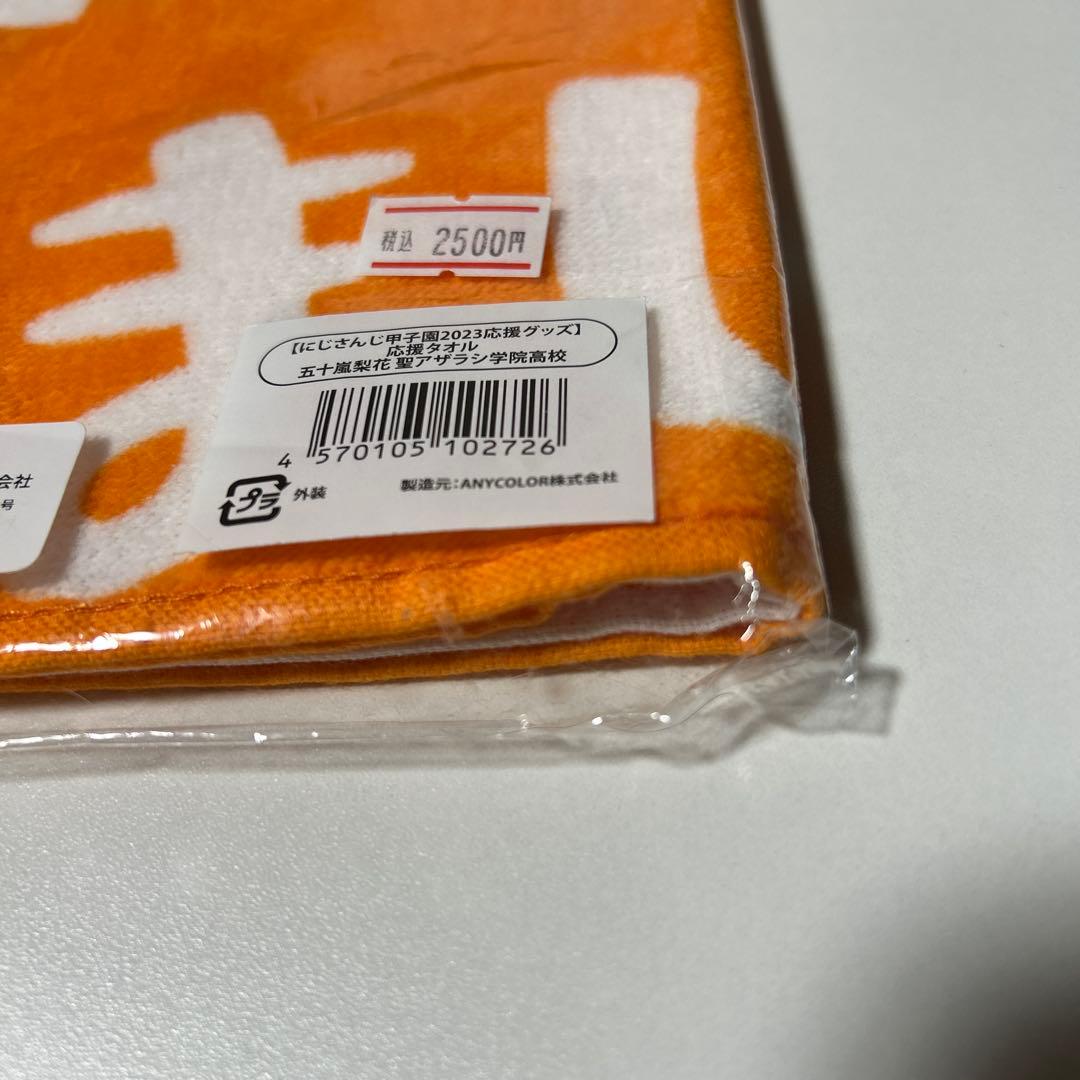 税込 2500円
【にじさんじ甲子園2023応援グッズ】
応援タオル
五十嵐梨花 聖アザラシ学院高校
4 570105 102726
プラ 外装
製造元:ANYCOLOR株式会社
会社
号
ま